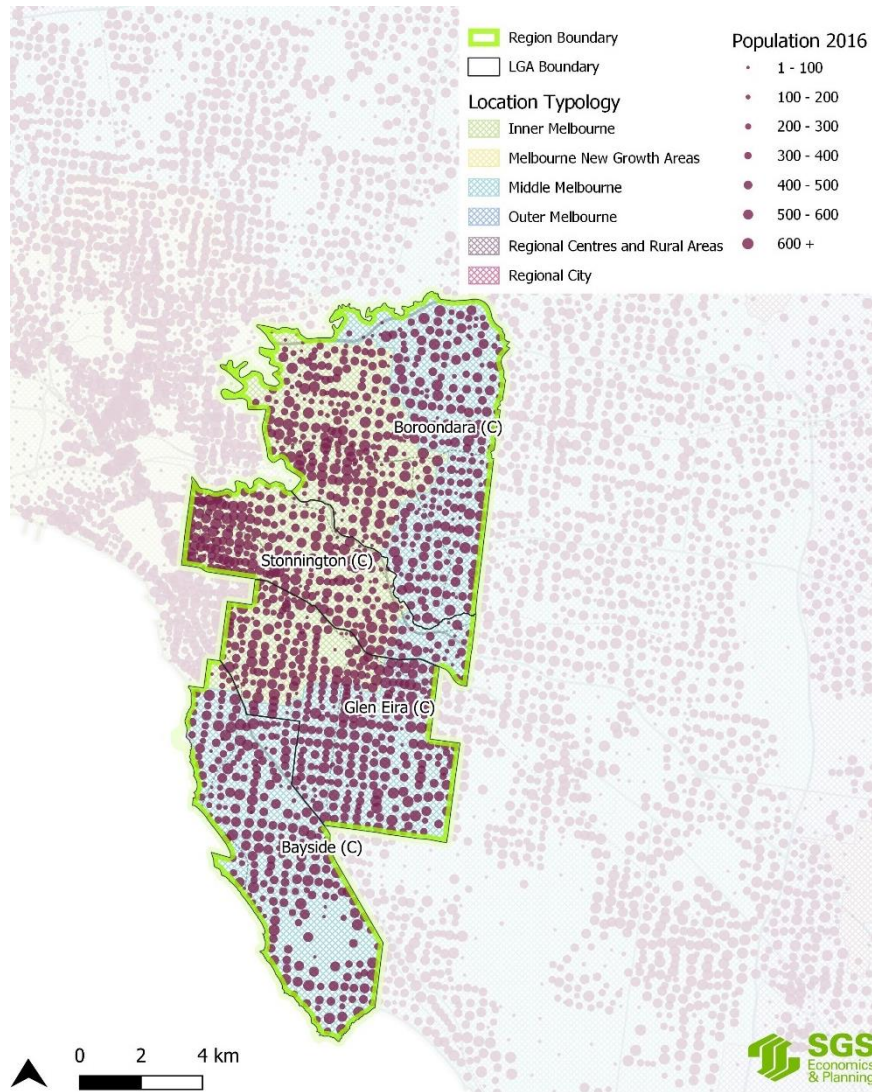 Region Boundary
LGA Boundary
Location Typology
Inner Melbourne
Melbourne New Growth Areas
Middle Melbourne
Outer Melbourne
Regional Centres and Rural Areas
Regional City
Population 2016
1 - 100
100 - 200
200 - 300
300 - 400
400 - 500
500 - 600
600 +
Boroondara (C)
Stonnington (C)
Glen Eira (C)
Bayside (C)
0 2 4 km
SGS
Economics
& Planning